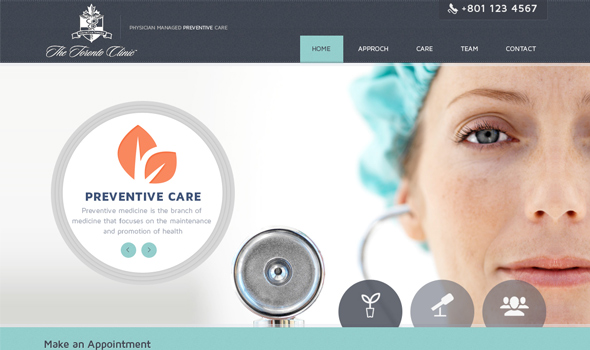 +801 123 4567
PHYSICIAN MANAGED PREVENTIVE CARE
The Toronto Clinic
HOME APPROCH CARE TEAM CONTACT
PREVENTIVE CARE
Preventive medicine is the branch of
medicine that focuses on the maintenance
and promotion of health
Make an Appointment